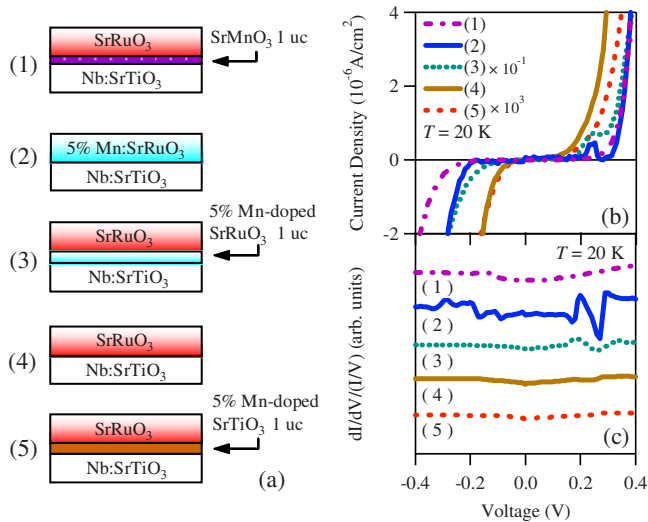 (1)
SrRuO3
Nb:SrTiO3
SrMnO3 1 uc
(2)
5% Mn:SrRuO3
Nb:SrTiO3
(3)
SrRuO3
Nb:SrTiO3
5% Mn-doped
SrRuO3 1 uc
(4)
SrRuO3
Nb:SrTiO3
(5)
SrRuO3
Nb:SrTiO3
5% Mn-doped
SrTiO3 1 uc
(a)
Current Density (10⁻⁶A/cm²)
4
2
0
-2
(1)
(2)
(3) × 10⁻¹
(4)
(5) × 10³
T = 20 K
(b)
dI/dV/(I/V) (arb. units)
T = 20 K
(1)
(2)
(3)
(4)
(5)
(c)
-0.4
-0.2
0.0
0.2
0.4
Voltage (V)